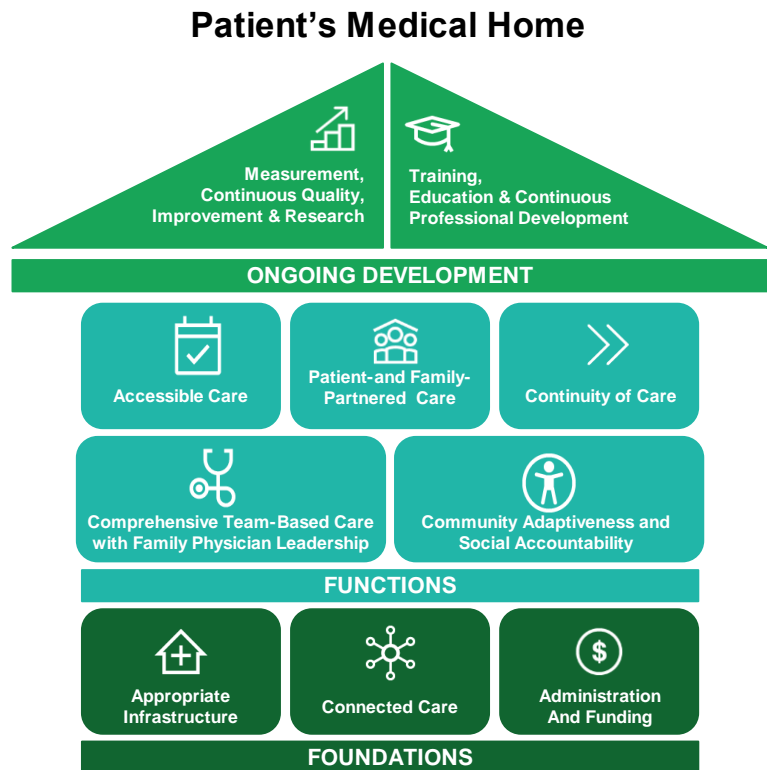 Patient's Medical Home
Measurement,
Continuous Quality,
Improvement & Research
Training,
Education & Continuous
Professional Development
ONGOING DEVELOPMENT
Accessible Care
Patient-and Family-
Partnered Care
Continuity of Care
Comprehensive Team-Based Care
with Family Physician Leadership
Community Adaptiveness and
Social Accountability
FUNCTIONS
Appropriate
Infrastructure
Connected Care
$
Administration
And Funding
FOUNDATIONS